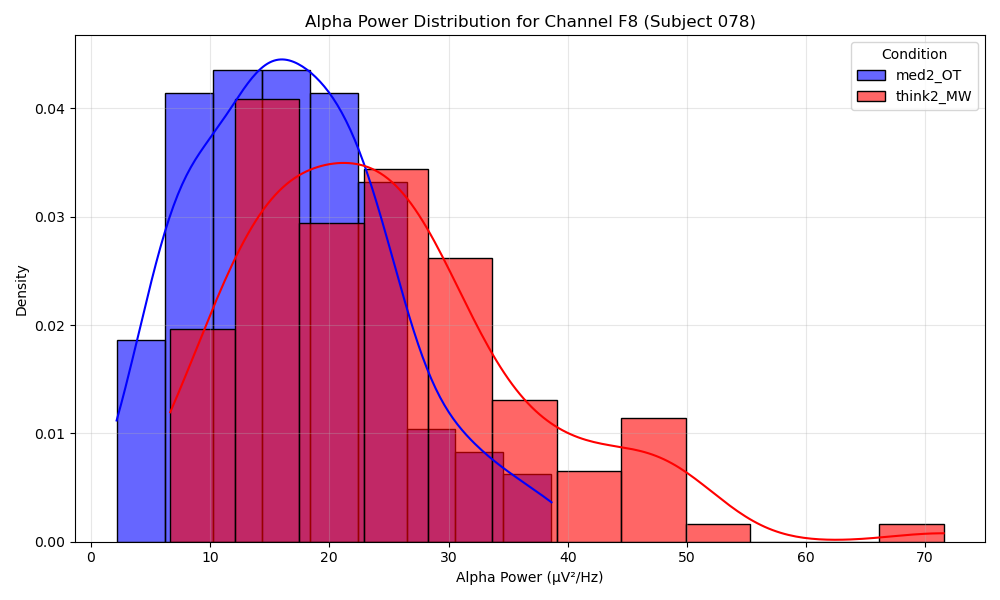 Alpha Power Distribution for Channel F8 (Subject 078)
Condition
med2_OT
think2_MW
Density
0.04
0.03
0.02
0.01
0.00
0 10 20 30 40 50 60 70
Alpha Power (µV²/Hz)